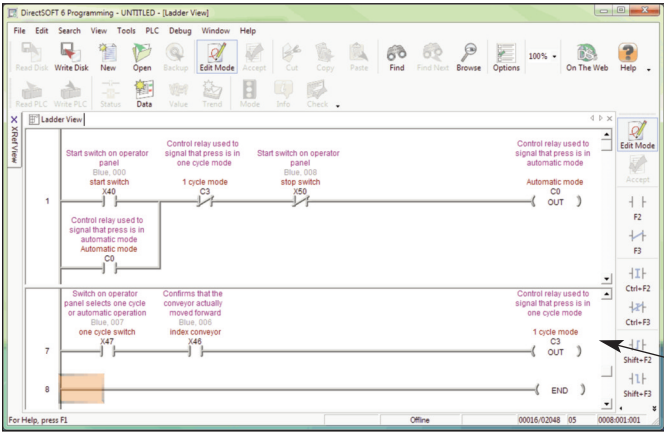 DirectSOFT 6 Programming - UNTITLED - [Ladder View]
File Edit Search View Tools PLC Debug Window Help
Read Disk Write Disk New Open Backup Edit Mode Accept Cut Copy Paste Find Find Next Browse Options 100% On The Web Help
Read PLC Write PLC Status Data Value Trend Mode Info Check
X XRef View
Ladder View
Edit Mode
Accept
F2
F3
Ctrl+F2
Ctrl+F3
Shift+F2
Shift+F3
1
Start switch on operator
panel
Blue, 000
start switch
X40
Control relay used to
signal that press is in
one cycle mode
1 cycle mode
C3
Start switch on operator
panel
Blue, 008
stop switch
X50
Control relay used to
signal that press is in
automatic mode
Automatic mode
C0
OUT
Control relay used to
signal that press is in
automatic mode
Automatic mode
C0
7
Switch on operator
panel selects one cycle
or automatic operation
Blue, 007
one cycle switch
X47
Confirms that the
conveyor actually
moved forward
Blue, 006
index conveyor
X46
Control relay used to
signal that press is in
one cycle mode
1 cycle mode
C3
OUT
8
END
For Help, press F1
Offline
00016/02048 05 0008:001:001